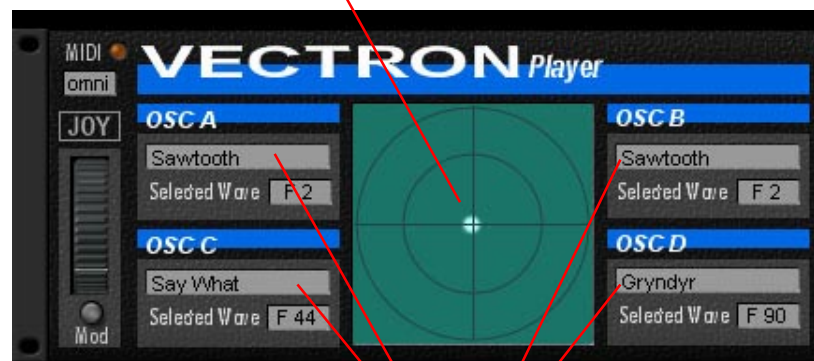 MIDI
omni
VECTRON Player
JOY
OSC A
Sawtooth
Selected Wave F 2
OSC B
Sawtooth
Selected Wave F 2
OSC C
Say What
Selected Wave F 44
OSC D
Gryndyr
Selected Wave F 90
Mod